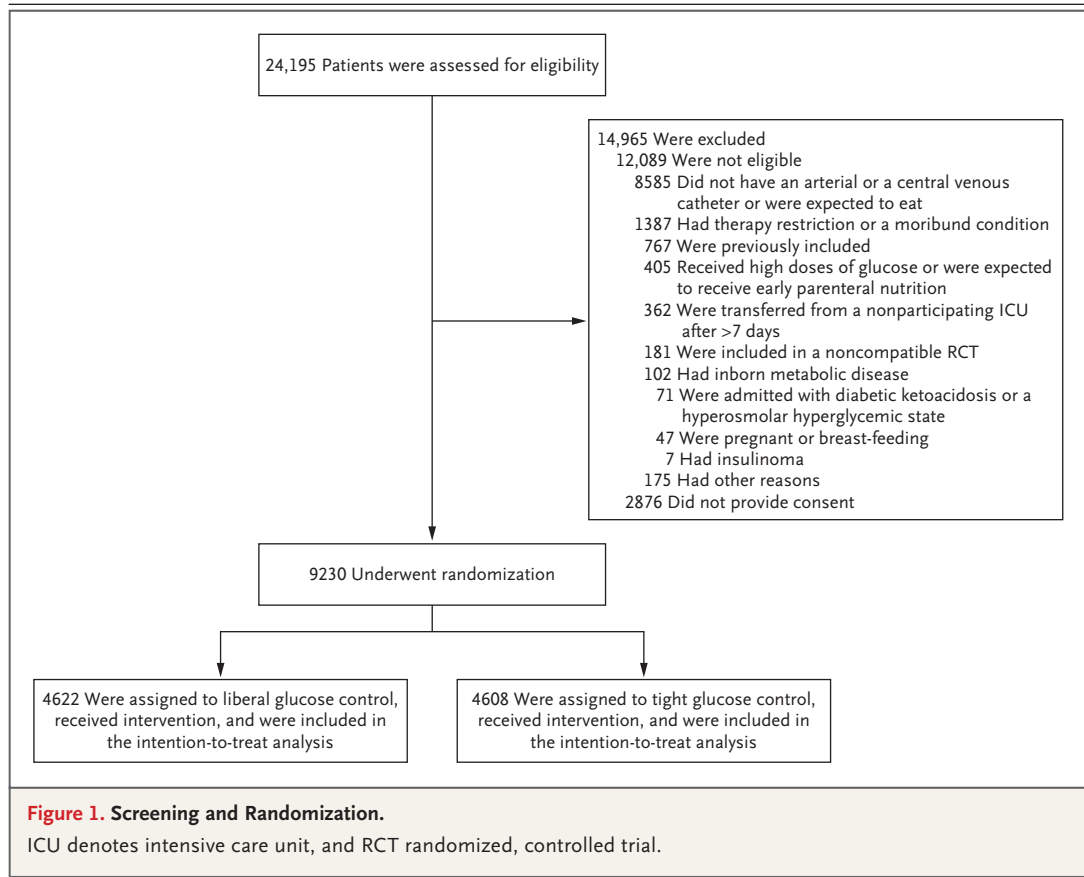 24,195 Patients were assessed for eligibility
14,965 Were excluded
12,089 Were not eligible
8585 Did not have an arterial or a central venous
catheter or were expected to eat
1387 Had therapy restriction or a moribund condition
767 Were previously included
405 Received high doses of glucose or were expected
to receive early parenteral nutrition
362 Were transferred from a nonparticipating ICU
after >7 days
181 Were included in a noncompatible RCT
102 Had inborn metabolic disease
71 Were admitted with diabetic ketoacidosis or a
hyperosmolar hyperglycemic state
47 Were pregnant or breast-feeding
7 Had insulinoma
175 Had other reasons
2876 Did not provide consent
9230 Underwent randomization
4622 Were assigned to liberal glucose control,
received intervention, and were included in
the intention-to-treat analysis
4608 Were assigned to tight glucose control,
received intervention, and were included in
the intention-to-treat analysis
Figure 1. Screening and Randomization.
ICU denotes intensive care unit, and RCT randomized, controlled trial.